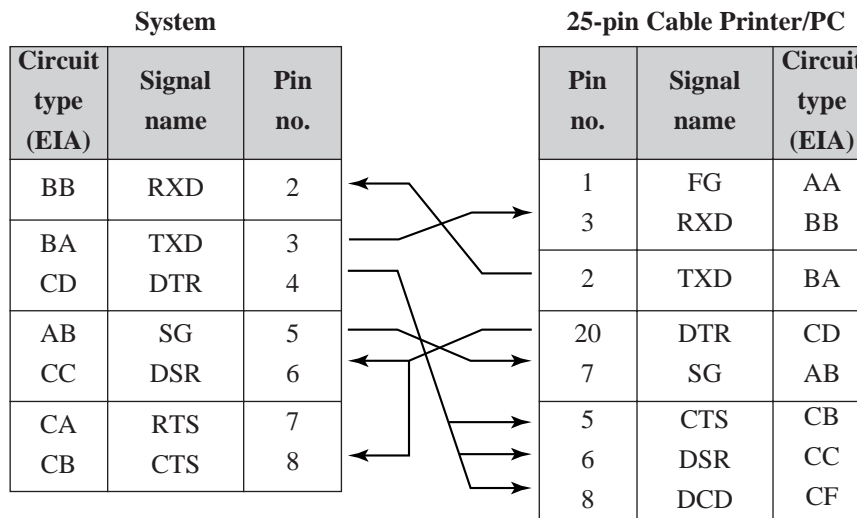 System
Circuit type (EIA) Signal name Pin no.
BB RXD 2
BA TXD 3
CD DTR 4
AB SG 5
CC DSR 6
CA RTS 7
CB CTS 8
25-pin Cable Printer/PC
Pin no. Signal name Circuit type (EIA)
1 FG AA
3 RXD BB
2 TXD BA
20 DTR CD
7 SG AB
5 CTS CB
6 DSR CC
8 DCD CF